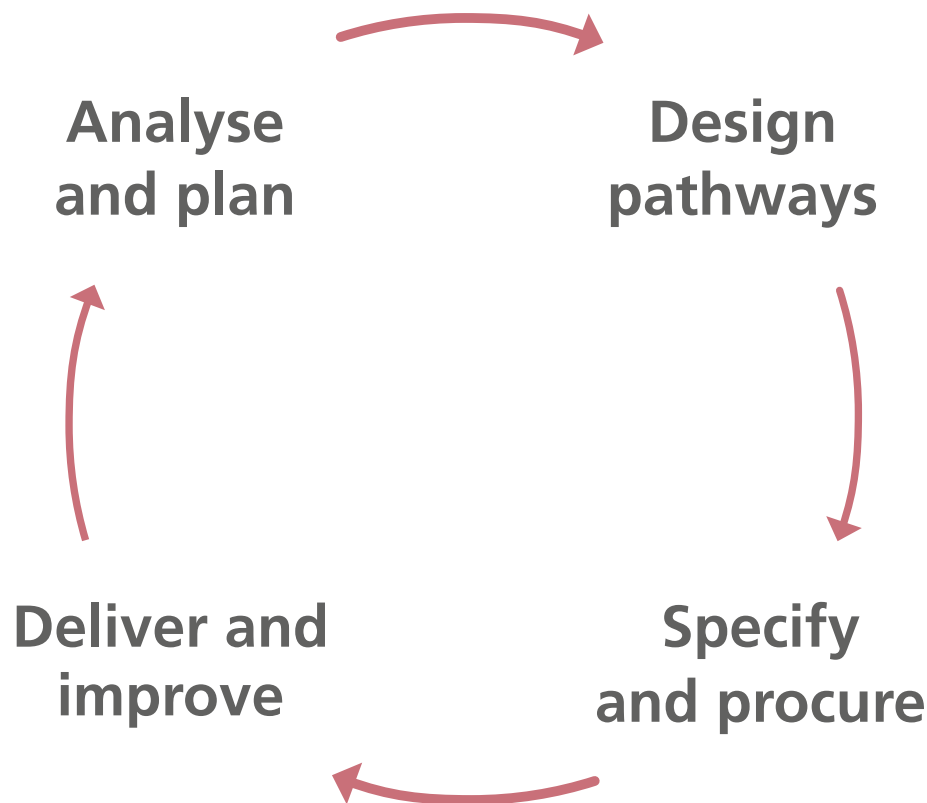 Analyse
and plan
Design
pathways
Deliver and
improve
Specify
and procure